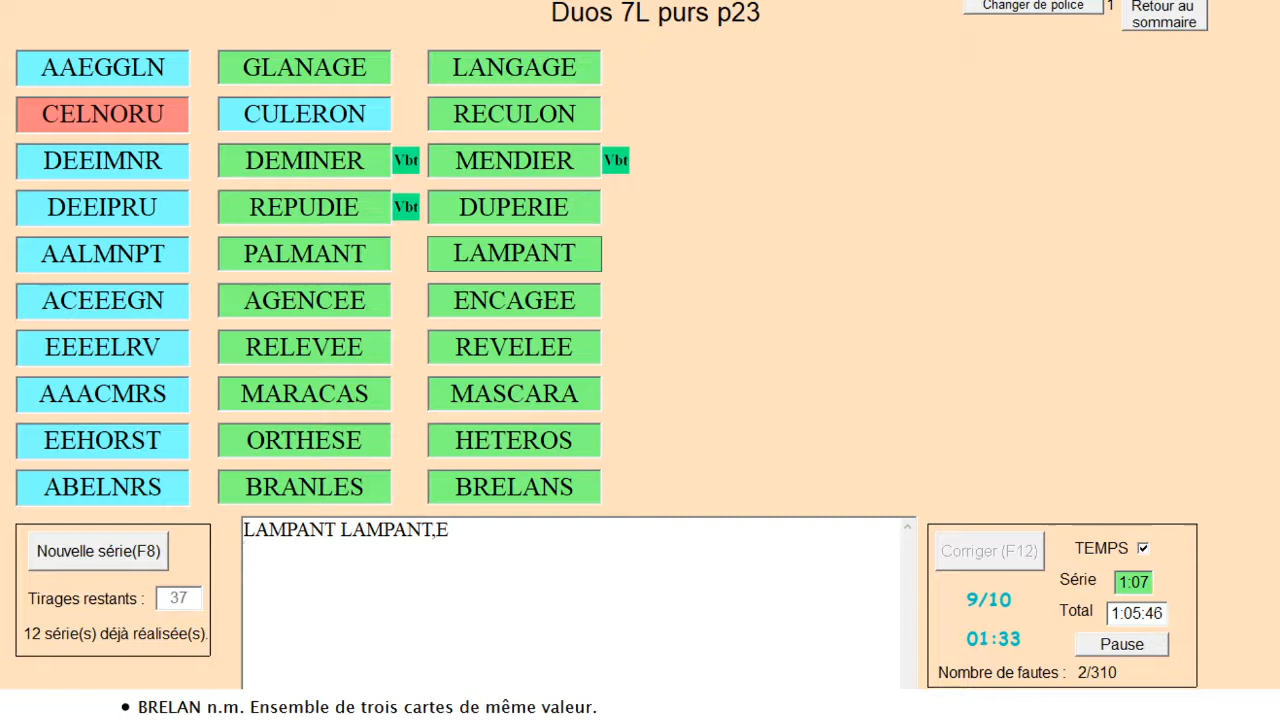 Duos 7L purs p23
Changer de police 1 Retour au
sommaire
AAEGGLN GLANAGE LANGAGE
CELNORU CULERON RECULON
DEEIMNR DEMINER Vbt MENDIER Vbt
DEEIPRU REPUDIE Vbt DUPERIE
AALMNPT PALMANT LAMPANT
ACEEEGN AGENCEE ENCAGEE
EEEELRV RELEVEE REVELEE
AAACMRS MARACAS MASCARA
EEHORST ORTHESE HETEROS
ABELNRS BRANLES BRELANS
LAMPANT LAMPANT,E
Nouvelle série(F8)
Tirages restants : 37
12 série(s) déjà réalisée(s).
Corriger (F12) TEMPS
Série 1:07
9/10
Total 1:05:46
01:33
Pause
Nombre de fautes : 2/310
• BRELAN n.m. Ensemble de trois cartes de même valeur.